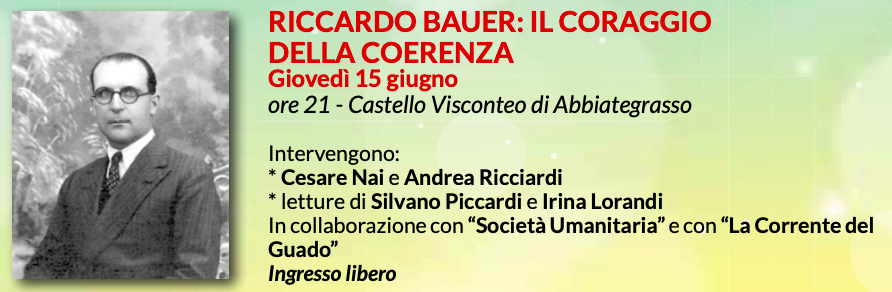 RICCARDO BAUER: IL CORAGGIO
DELLA COERENZA
Giovedì 15 giugno
ore 21 - Castello Visconteo di Abbiategrasso
Intervengono:
* Cesare Nai e Andrea Ricciardi
* letture di Silvano Piccardi e Irina Lorandi
In collaborazione con “Società Umanitaria” e con “La Corrente del
Guado”
Ingresso libero